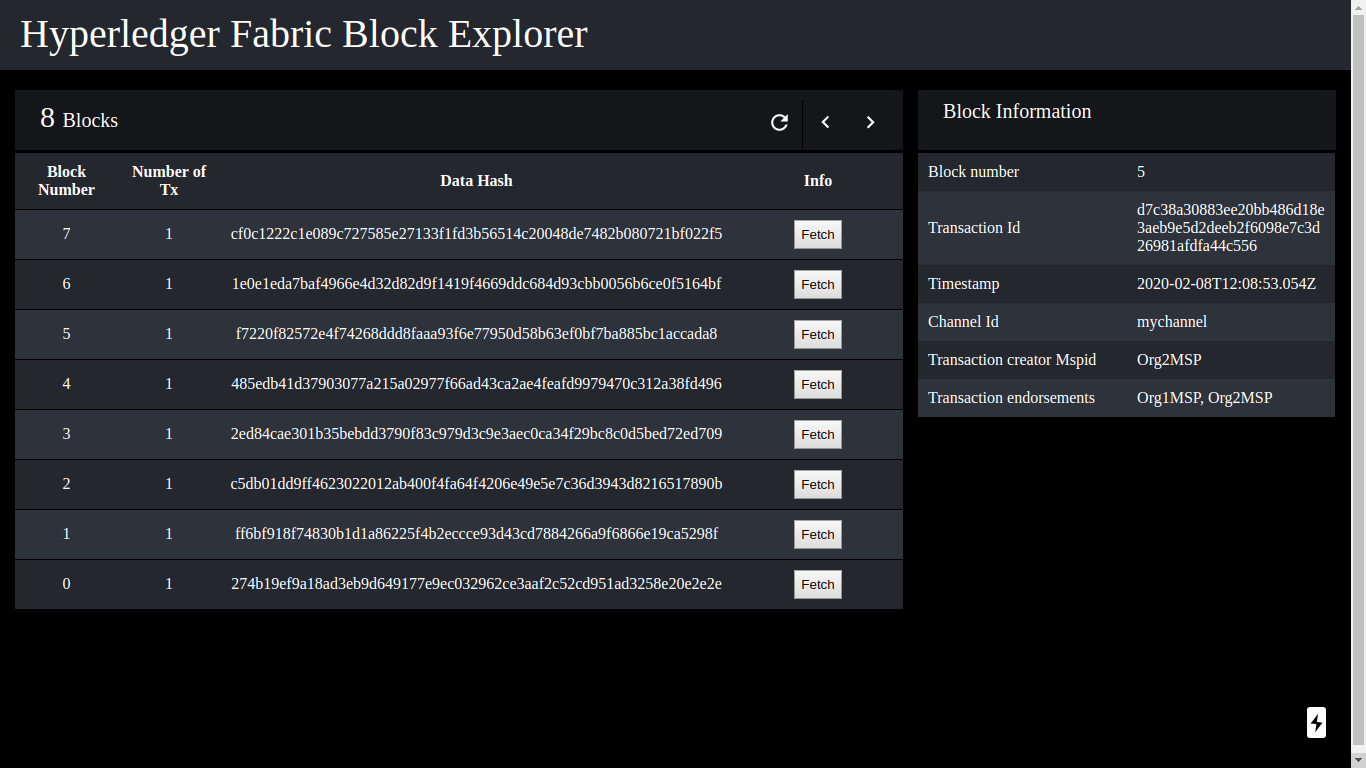 Hyperledger Fabric Block Explorer
8 Blocks
Block Number Number of Tx Data Hash Info
7 1 cf0c1222c1e089c727585e27133f1fd3b56514c20048de7482b080721bf022f5 Fetch
6 1 1e0e1eda7baf4966e4d32d82d9f1419f4669ddc684d93cbb0056b6ce0f5164bf Fetch
5 1 f7220f82572e4f74268ddd8faaa93f6e77950d58b63ef0bf7ba885bc1accada8 Fetch
4 1 485edb41d37903077a215a02977f66ad43ca2ae4feafd9979470c312a38fd496 Fetch
3 1 2ed84cae301b35bebdd3790f83c979d3c9e3aec0ca34f29bc8c0d5bed72ed709 Fetch
2 1 c5db01dd9ff4623022012ab400f4fa64f4206e49e5e7c36d3943d8216517890b Fetch
1 1 ff6bf918f74830b1d1a86225f4b2eccce93d43cd7884266a9f6866e19ca5298f Fetch
0 1 274b19ef9a18ad3eb9d649177e9ec032962ce3aaf2c52cd951ad3258e20e2e2e Fetch
Block Information
Block number 5
Transaction Id d7c38a30883ee20bb486d18e
3aeb9e5d2deeb2f6098e7c3d
26981afdfa44c556
Timestamp 2020-02-08T12:08:53.054Z
Channel Id mychannel
Transaction creator Mspid Org2MSP
Transaction endorsements Org1MSP, Org2MSP